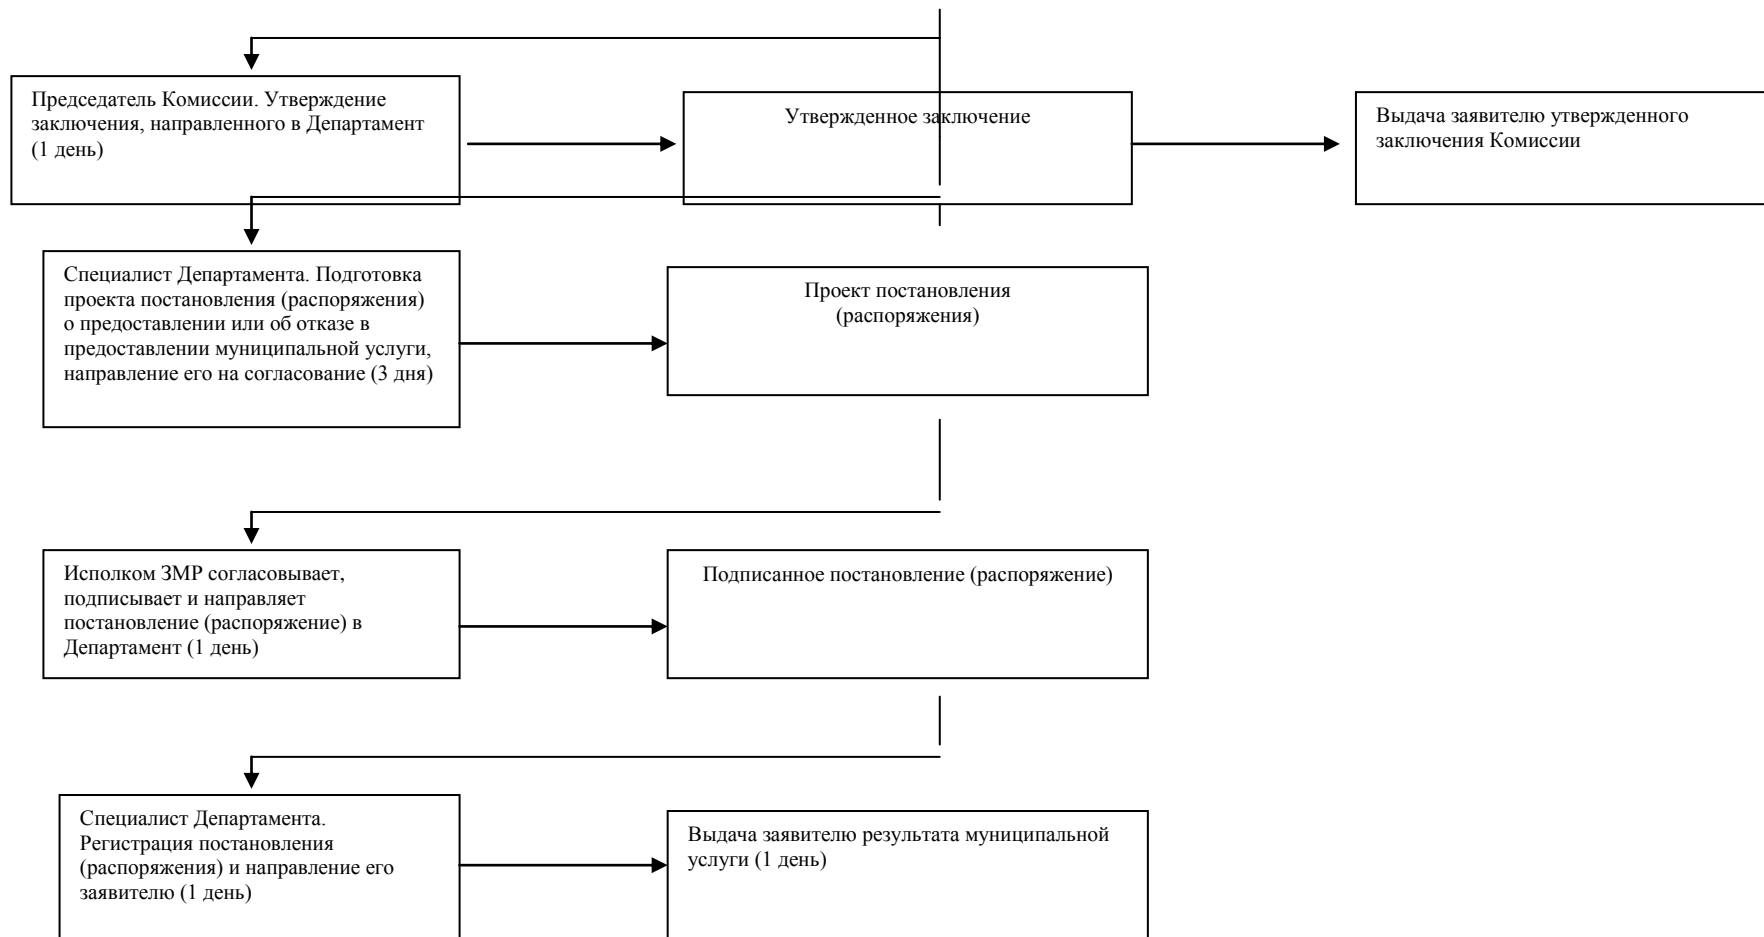 Председатель Комиссии. Утверждение
заключения, направленного в Департамент
(1 день)
Утвержденное заключение
Выдача заявителю утвержденного
заключения Комиссии
Специалист Департамента. Подготовка
проекта постановления (распоряжения)
о предоставлении или об отказе в
предоставлении муниципальной услуги,
направление его на согласование (3 дня)
Проект постановления
(распоряжения)
Исполком ЗМР согласовывает,
подписывает и направляет
постановление (распоряжение) в
Департамент (1 день)
Подписанное постановление (распоряжение)
Специалист Департамента.
Регистрация постановления
(распоряжения) и направление его
заявителю (1 день)
Выдача заявителю результата муниципальной
услуги (1 день)